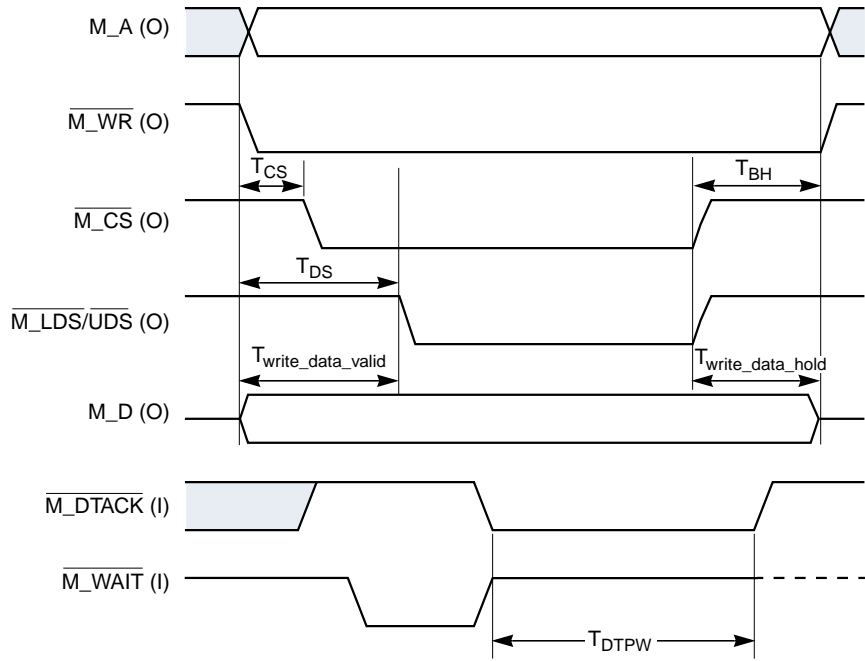 M_A (O)
M_WR (O)
T_CS
T_BH
M_CS (O)
T_DS
M_LDS/UDS (O)
T_write_data_valid
T_write_data_hold
M_D (O)
M_DTACK (I)
M_WAIT (I)
T_DTPW